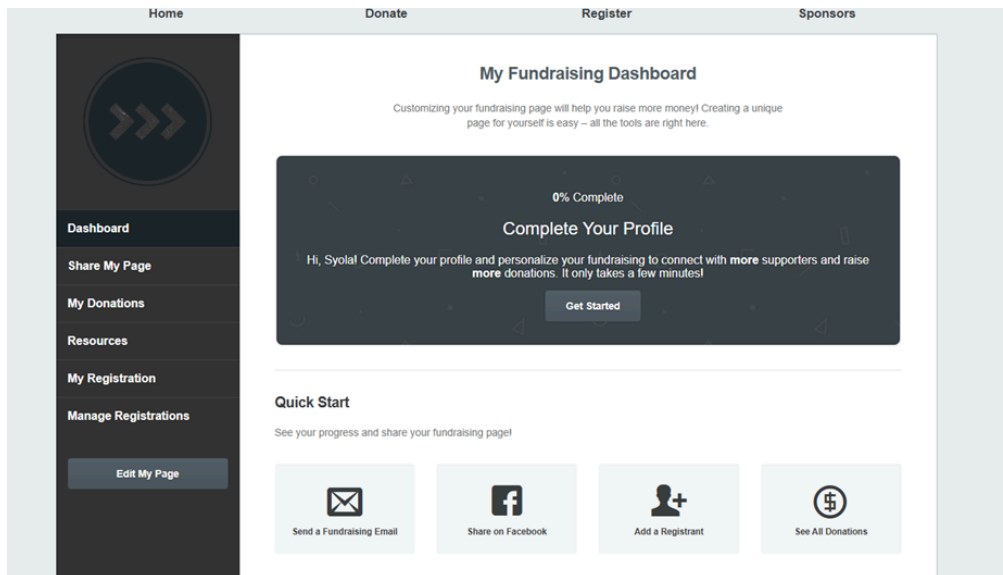 Home Donate Register Sponsors
My Fundraising Dashboard
Customizing your fundraising page will help you raise more money! Creating a unique
page for yourself is easy – all the tools are right here.
0% Complete
Complete Your Profile
Hi, Syola! Complete your profile and personalize your fundraising to connect with more supporters and raise
more donations. It only takes a few minutes!
Get Started
Dashboard
Share My Page
My Donations
Resources
My Registration
Manage Registrations
Edit My Page
Quick Start
See your progress and share your fundraising page!
Send a Fundraising Email
Share on Facebook
Add a Registrant
See All Donations